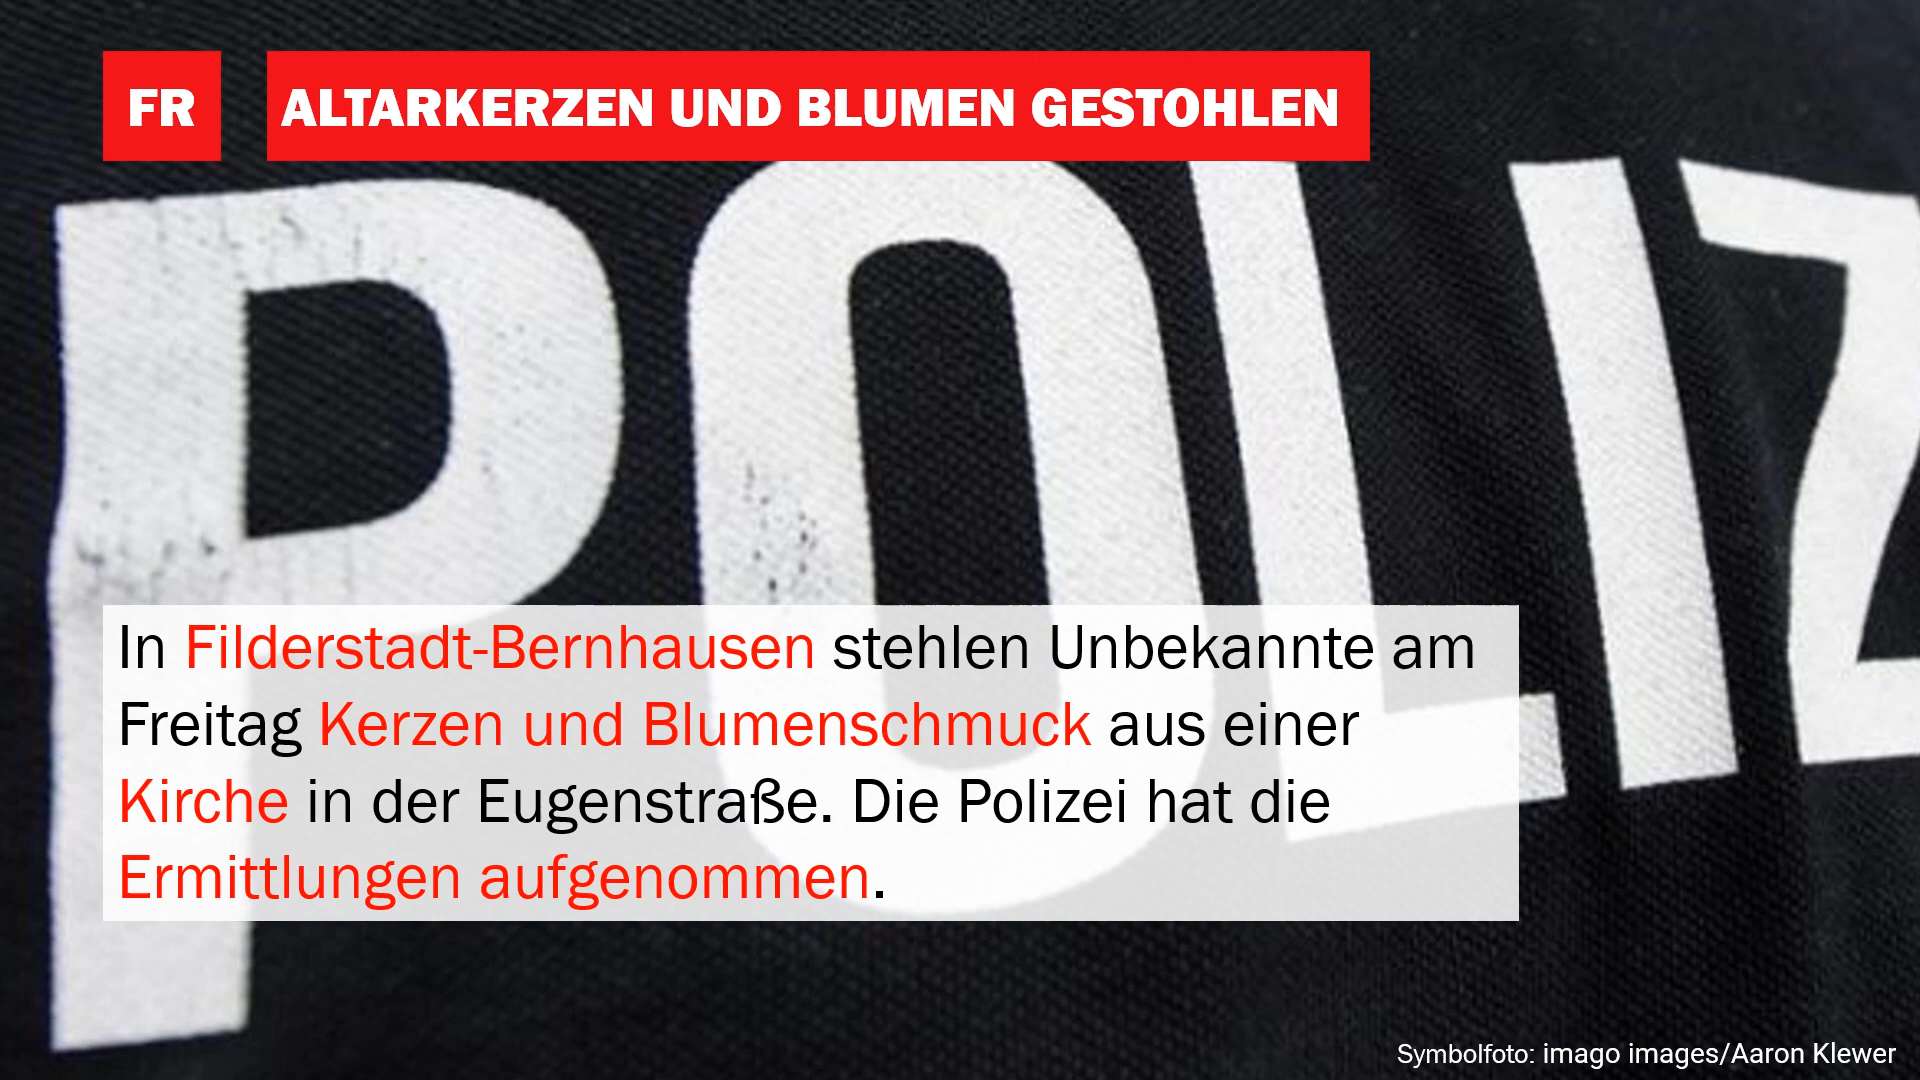 FR ALTARKERZEN UND BLUMEN GESTOHLEN
POLIZ
In Filderstadt-Bernhausen stehlen Unbekannte am
Freitag Kerzen und Blumenschmuck aus einer
Kirche in der Eugenstraße. Die Polizei hat die
Ermittlungen aufgenommen.
Symbolfoto: imago images/Aaron Klewer